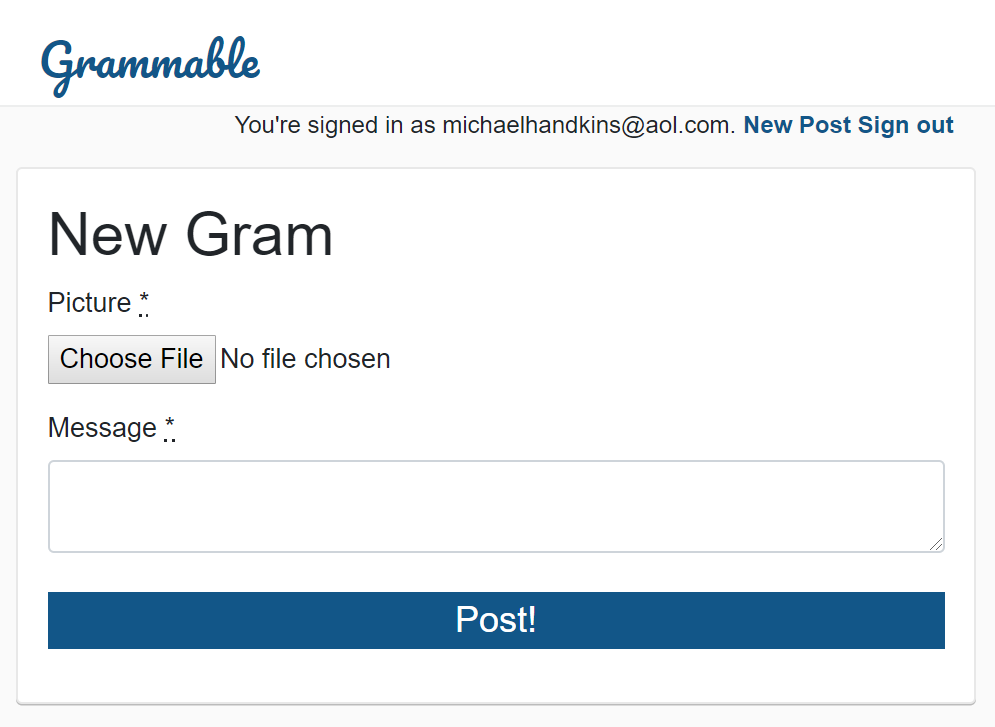 Grammable
You're signed in as michaelhandkins@aol.com. New Post Sign out
New Gram
Picture *
Choose File No file chosen
Message *
Post!